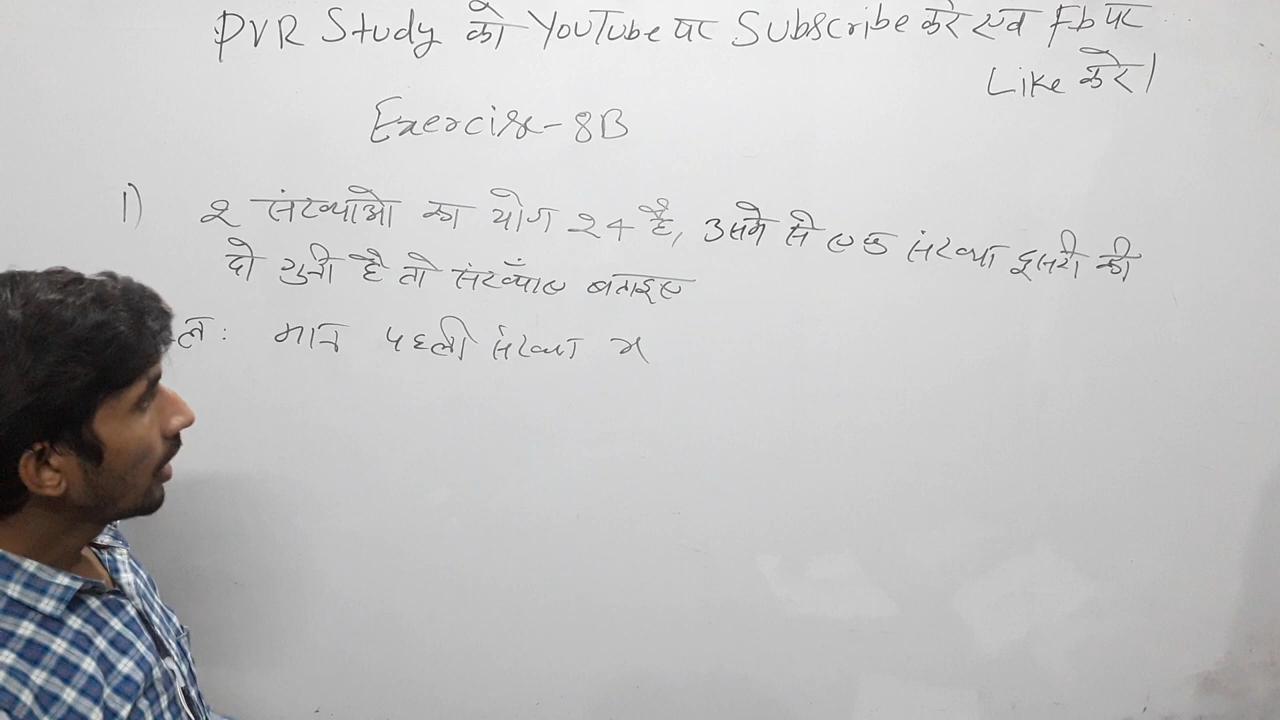 PVR Study को YouTube पर Subscribe करे एवं Fb पर
Like करे।
Exercise-8B
1) 2 संख्याओ का योग 24 है, उसमे से एक संख्या दूसरी की
दो गुनी है तो संख्याँए बताइए
ल: माना पहली संख्या x